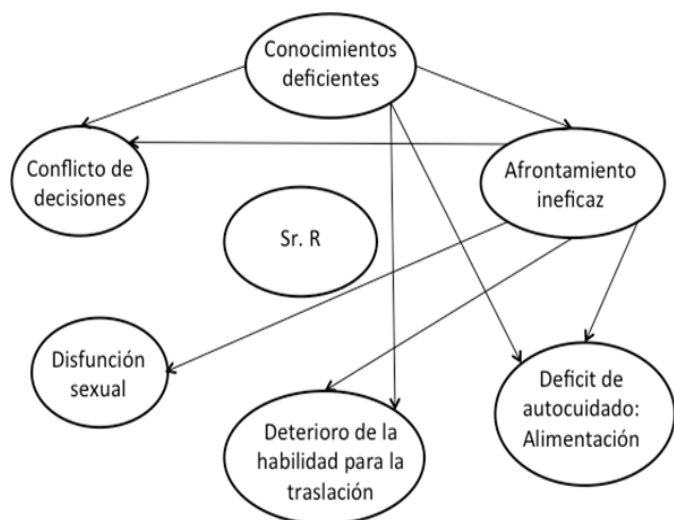 Conocimientos
deficientes
Conflicto de
decisiones
Afrontamiento
ineficaz
Sr. R
Disfunción
sexual
Deterioro de la
habilidad para la
traslación
Deficit de
autocuidado:
Alimentación